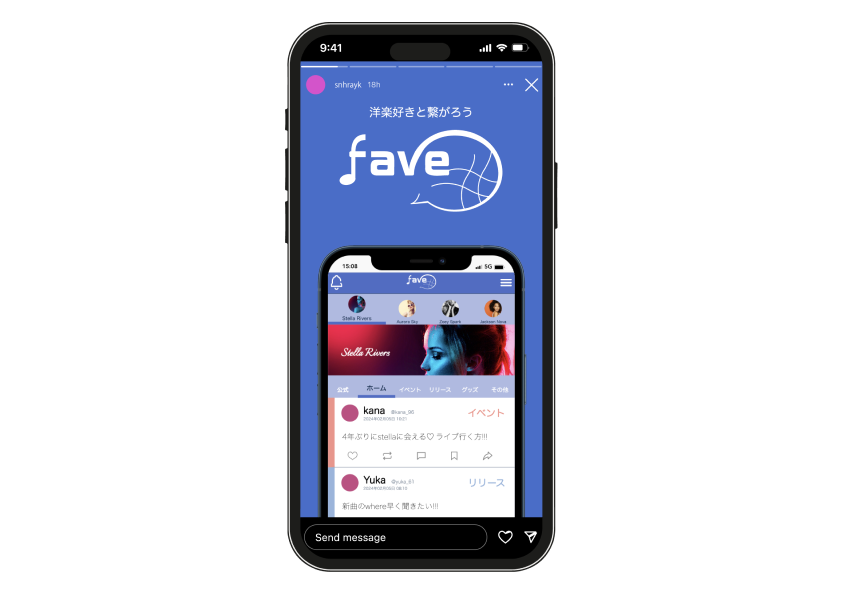 9:41
snhrayk 18h
洋楽好きと繋がろう
fave
15:08 5G
fave
Stella Rivers Aurora Sky Zoey Spark Jackson Nova
Stella Rivers
公式 ホーム イベント リリース グッズ その他
kana @kana_06 イベント
4年ぶりにstellaに会える♡ ライブ行く方!!!
Yuka @yuka_61 リリース
新曲のwhere早く聞きたい!!!
Send message